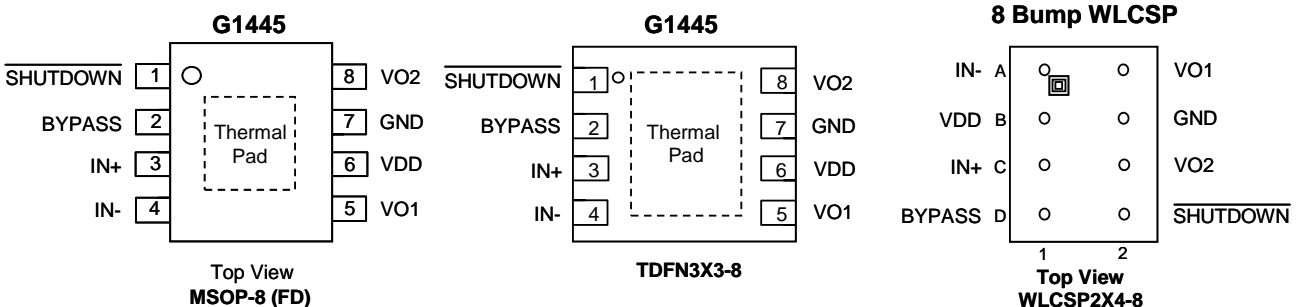 G1445
SHUTDOWN 1 8 VO2
BYPASS 2 7 GND
IN+ 3 6 VDD
IN- 4 5 VO1
Thermal
Pad
Top View
MSOP-8 (FD)
G1445
SHUTDOWN 1 8 VO2
BYPASS 2 7 GND
IN+ 3 6 VDD
IN- 4 5 VO1
Thermal
Pad
TDFN3X3-8
8 Bump WLCSP
IN- A VO1
VDD B GND
IN+ C VO2
BYPASS D SHUTDOWN
1 2
Top View
WLCSP2X4-8